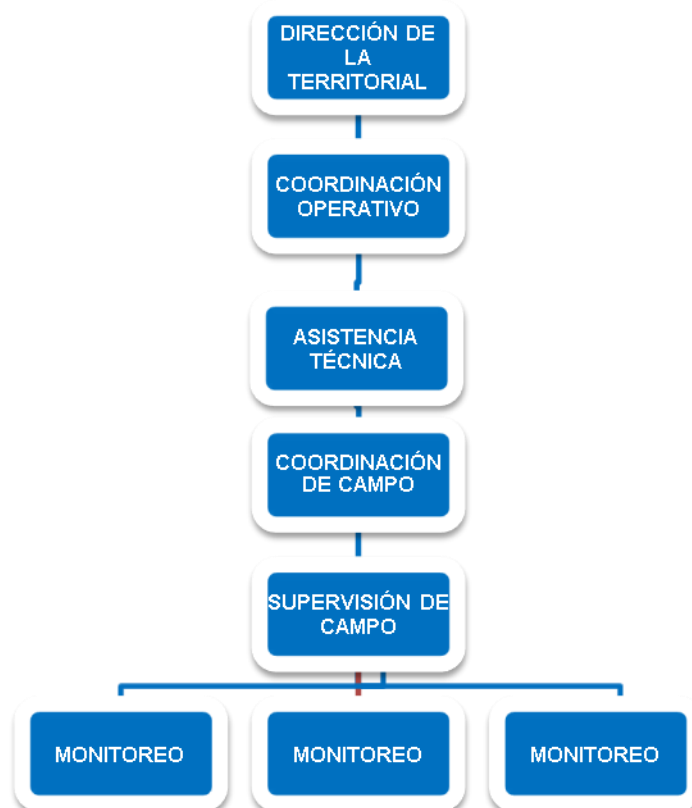 DIRECCIÓN DE
LA
TERRITORIAL
COORDINACIÓN
OPERATIVO
ASISTENCIA
TÉCNICA
COORDINACIÓN
DE CAMPO
SUPERVISIÓN DE
CAMPO
MONITOREO
MONITOREO
MONITOREO